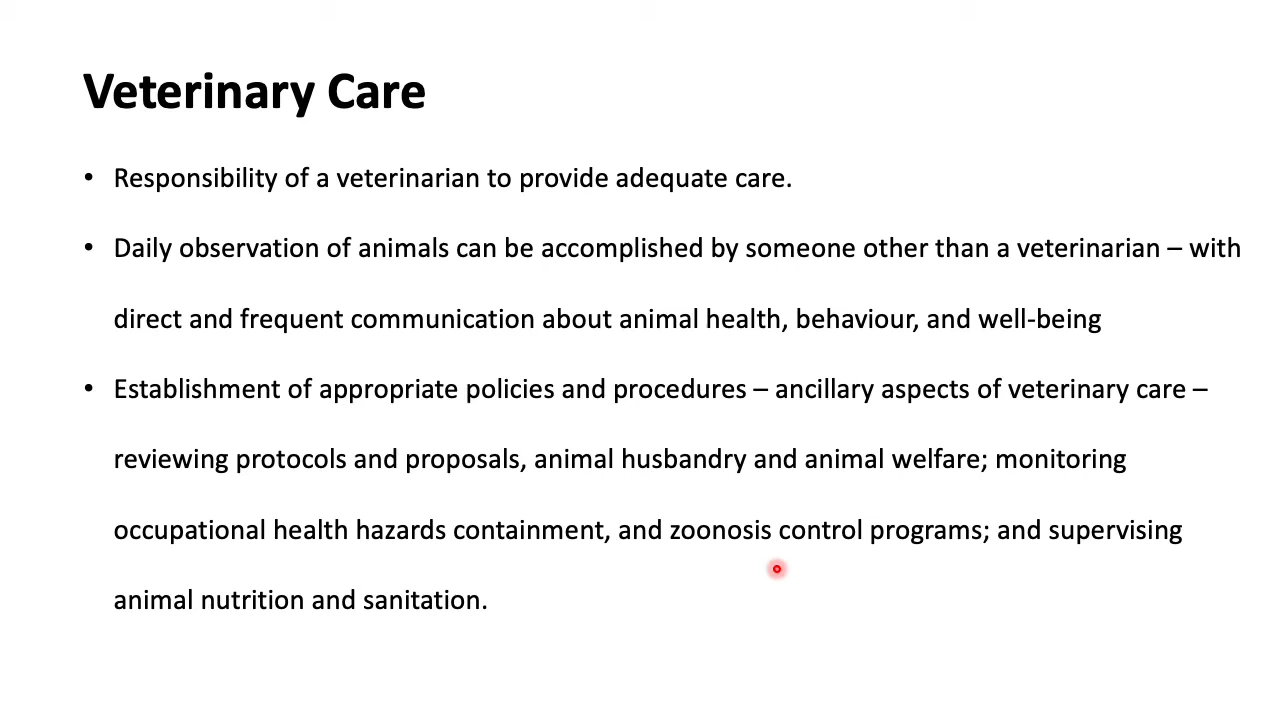 Veterinary Care
• Responsibility of a veterinarian to provide adequate care.
• Daily observation of animals can be accomplished by someone other than a veterinarian – with
direct and frequent communication about animal health, behaviour, and well-being
• Establishment of appropriate policies and procedures – ancillary aspects of veterinary care –
reviewing protocols and proposals, animal husbandry and animal welfare; monitoring
occupational health hazards containment, and zoonosis control programs; and supervising
animal nutrition and sanitation.